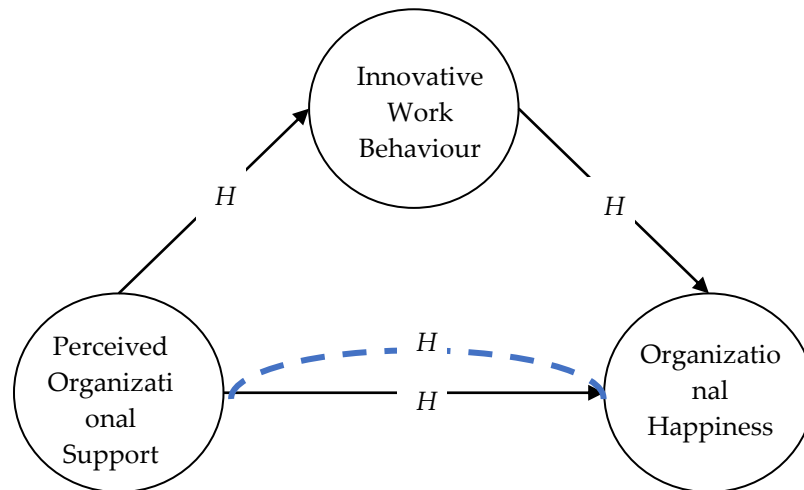 Innovative
Work
Behaviour
H
H
H
H
Perceived
Organizati
onal
Support
Organizatio
nal
Happiness